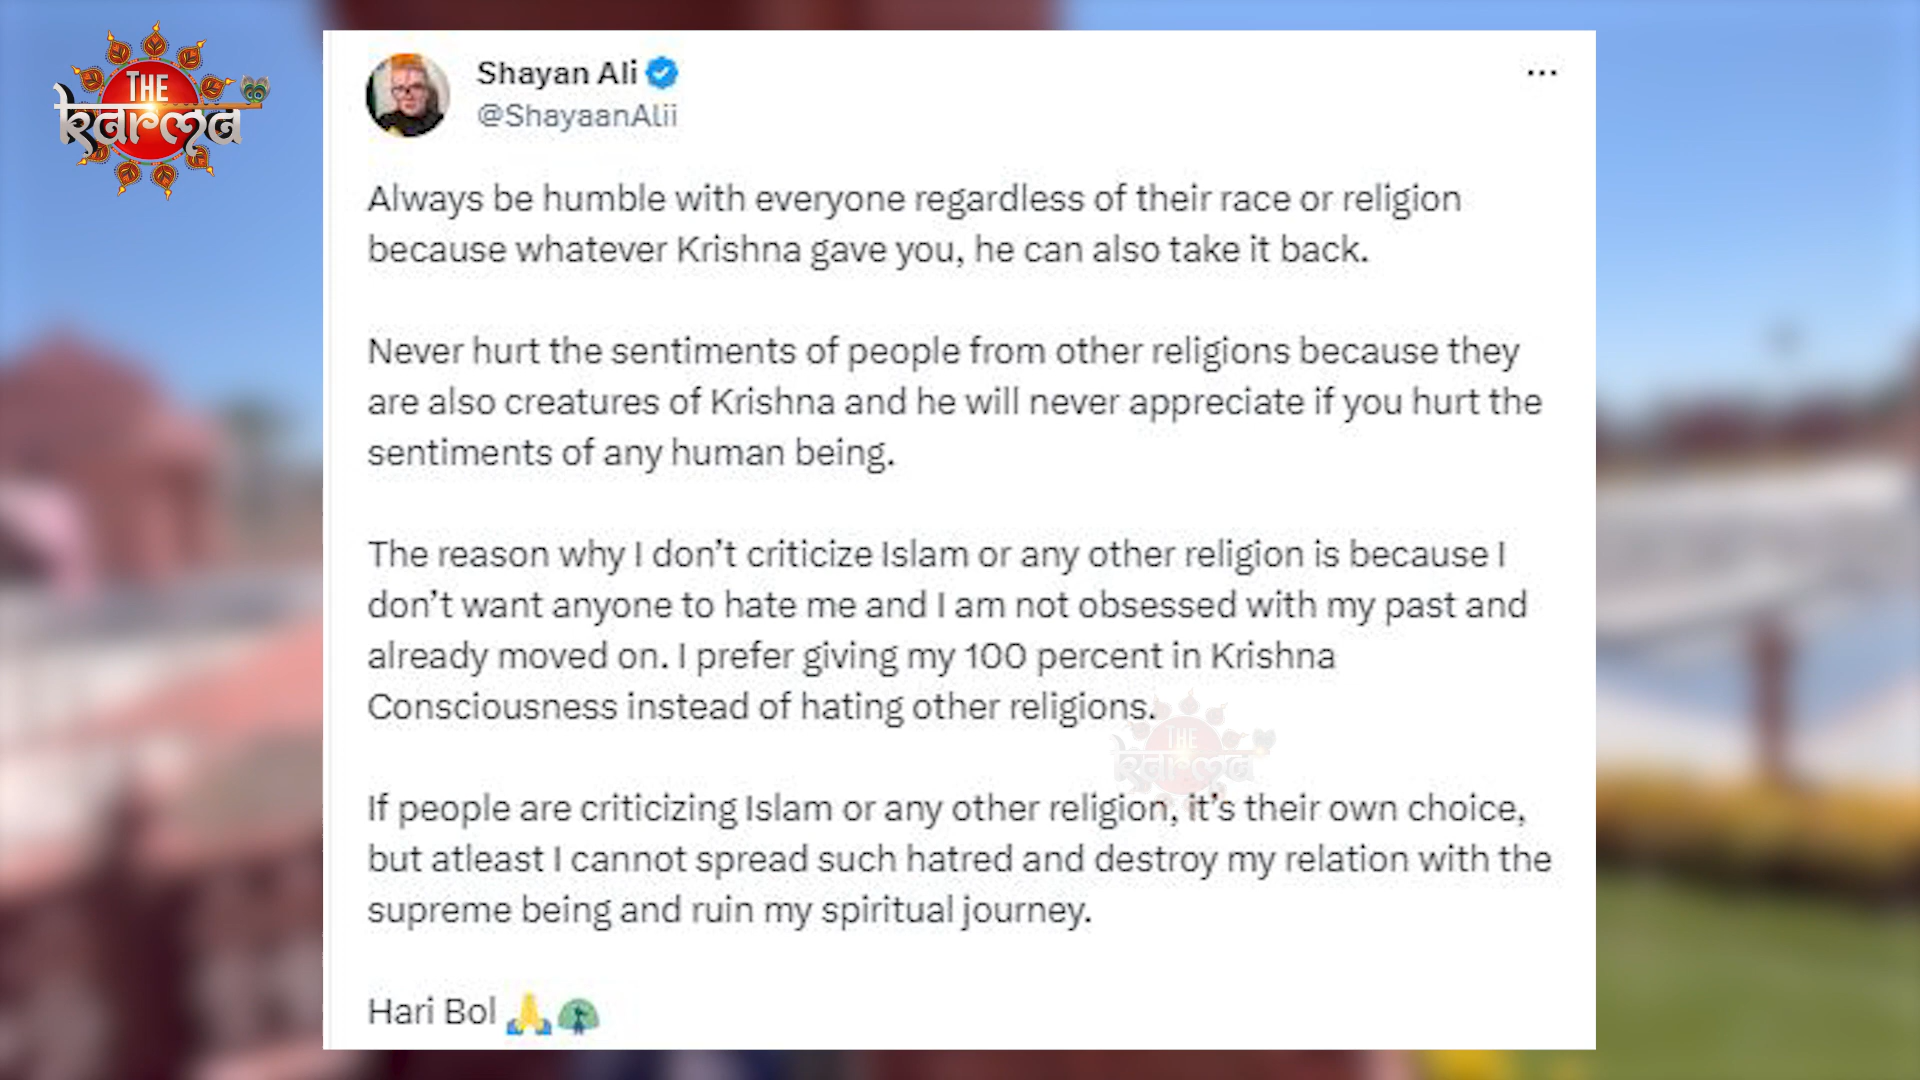 THE
karma
Shayan Ali
@ShayaanAlii
Always be humble with everyone regardless of their race or religion
because whatever Krishna gave you, he can also take it back.
Never hurt the sentiments of people from other religions because they
are also creatures of Krishna and he will never appreciate if you hurt the
sentiments of any human being.
The reason why I don’t criticize Islam or any other religion is because I
don’t want anyone to hate me and I am not obsessed with my past and
already moved on. I prefer giving my 100 percent in Krishna
Consciousness instead of hating other religions.
THE
karma
If people are criticizing Islam or any other religion, it’s their own choice,
but atleast I cannot spread such hatred and destroy my relation with the
supreme being and ruin my spiritual journey.
Hari Bol 🙏🦚